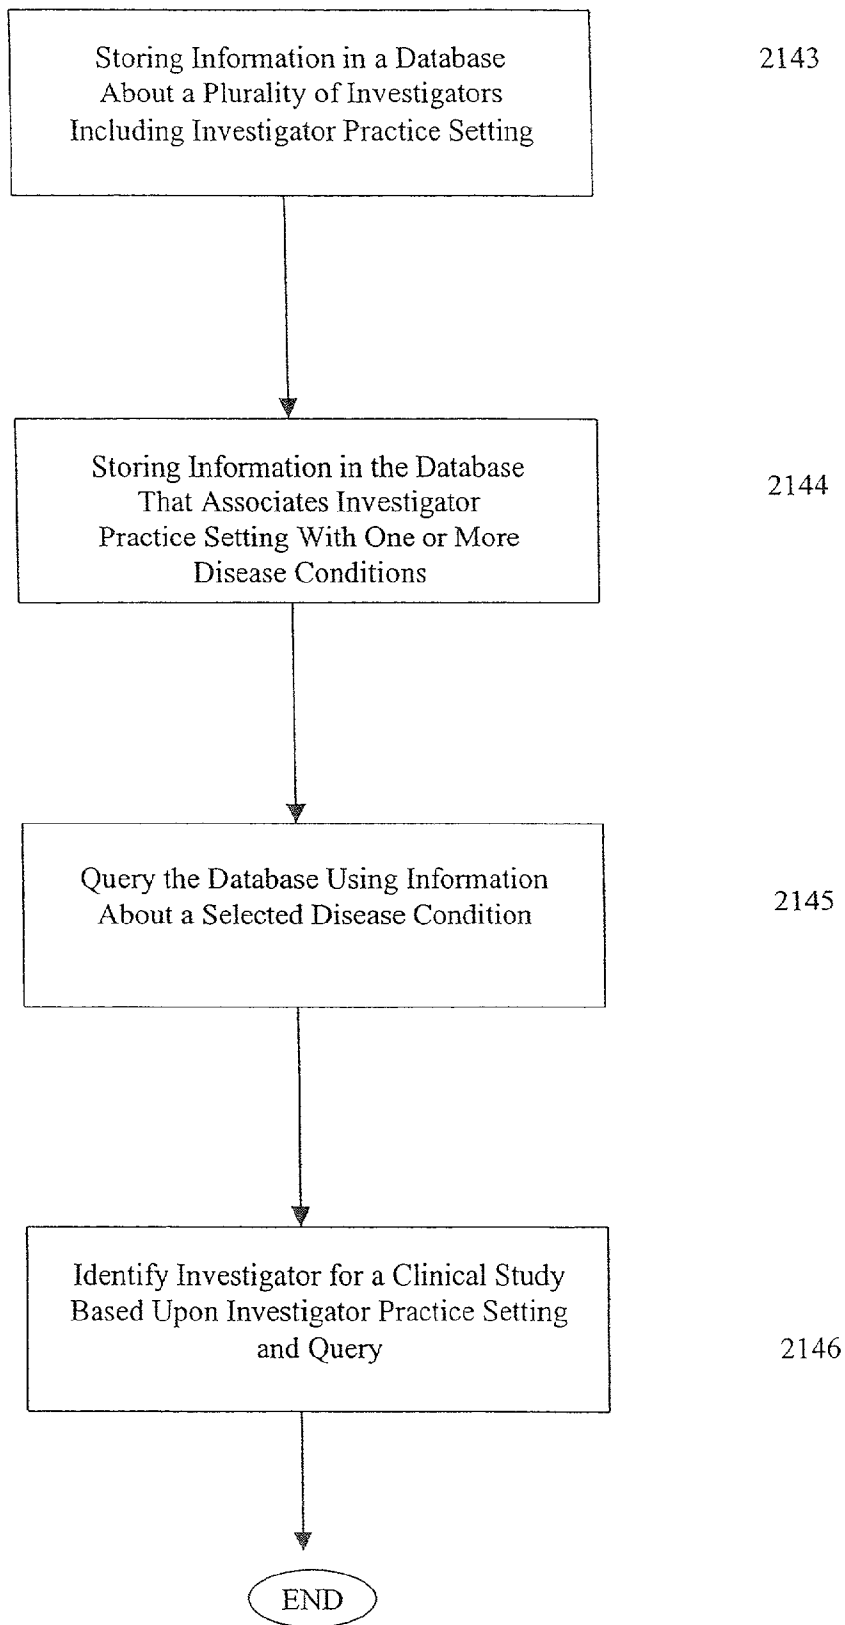 Storing Information in a Database
About a Plurality of Investigators
Including Investigator Practice Setting
2143
Storing Information in the Database
That Associates Investigator
Practice Setting With One or More
Disease Conditions
2144
Query the Database Using Information
About a Selected Disease Condition
2145
Identify Investigator for a Clinical Study
Based Upon Investigator Practice Setting
and Query
2146
END